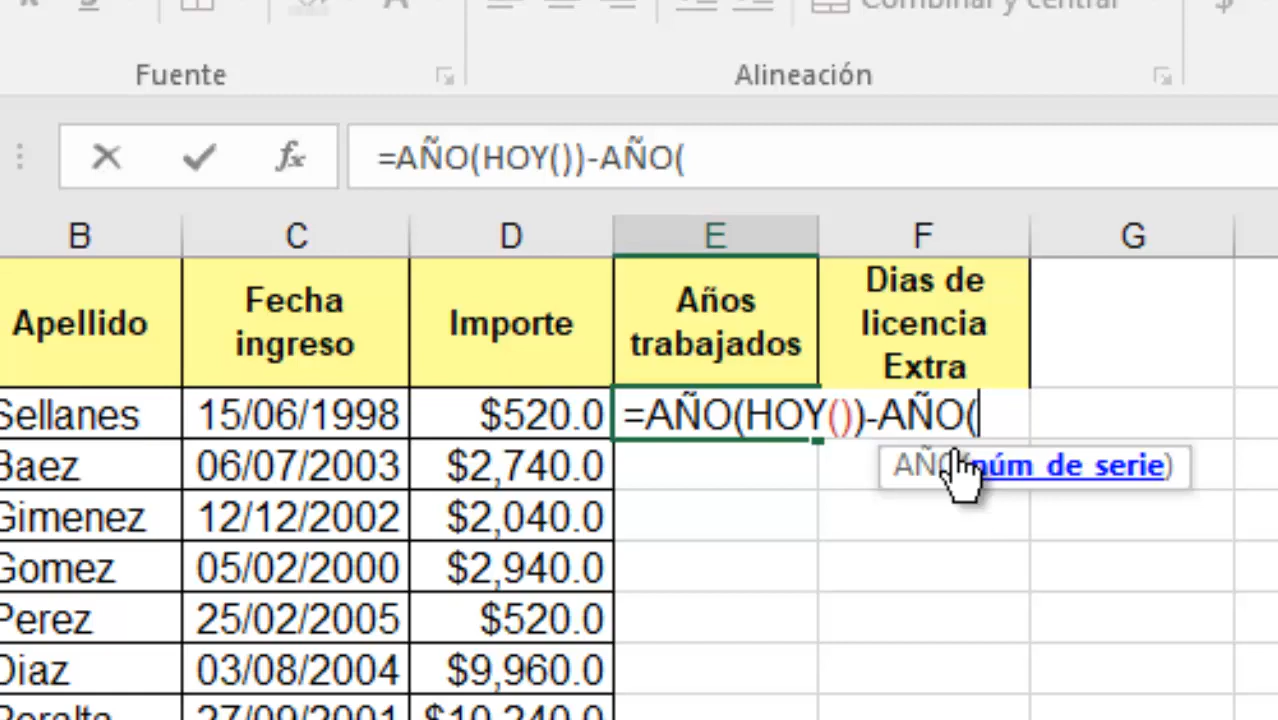 Combinar y central
$
Fuente
Alineación
fx
=AÑO(HOY())-AÑO(
B C D E F G
Apellido
Fecha ingreso
Importe
Años trabajados
Dias de licencia Extra
Sellanes 15/06/1998 $520.0 =AÑO(HOY())-AÑO(
Baez 06/07/2003 $2,740.0
núm_de_serie)
Gimenez 12/12/2002 $2,040.0
Gomez 05/02/2000 $2,940.0
Perez 25/02/2005 $520.0
Diaz 03/08/2004 $9,960.0
Peralta 27/09/2001 $10,240.0